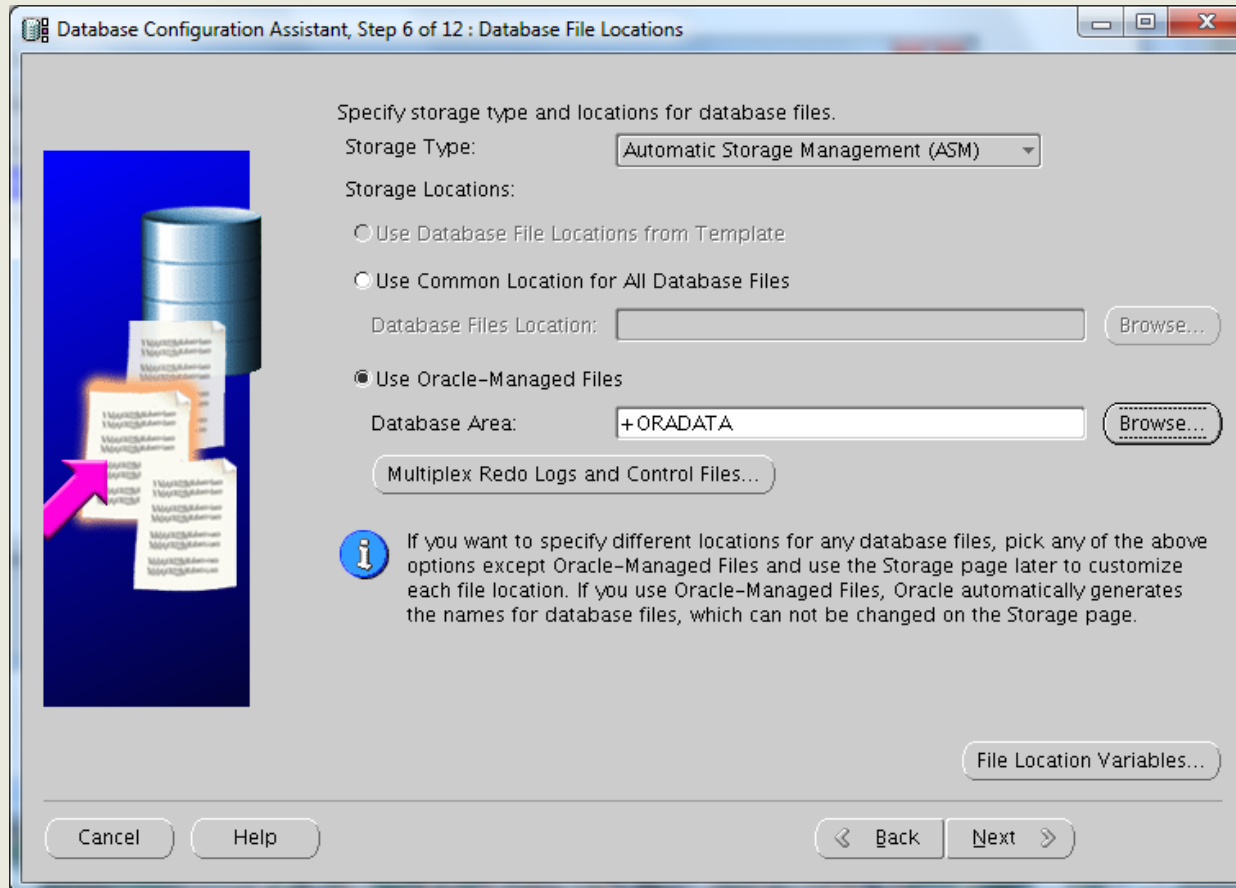 Database Configuration Assistant, Step 6 of 12 : Database File Locations
Specify storage type and locations for database files.
Storage Type: Automatic Storage Management (ASM)
Storage Locations:
Use Database File Locations from Template
Use Common Location for All Database Files
Database Files Location: Browse...
Use Oracle-Managed Files
Database Area: +ORADATA Browse...
Multiplex Redo Logs and Control Files...
If you want to specify different locations for any database files, pick any of the above
options except Oracle-Managed Files and use the Storage page later to customize
each file location. If you use Oracle-Managed Files, Oracle automatically generates
the names for database files, which can not be changed on the Storage page.
File Location Variables...
Cancel Help Back Next